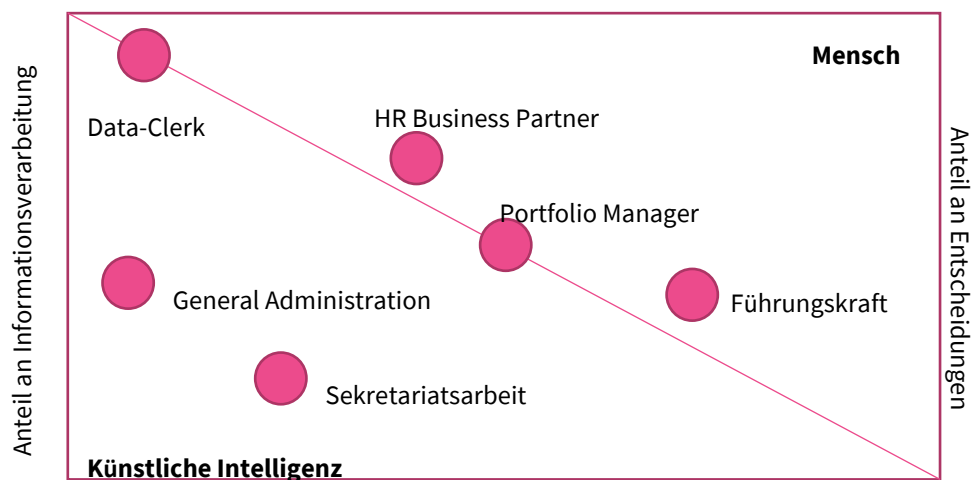 Mensch
Anteil an Informationsverarbeitung
Data-Clerk
HR Business Partner
Anteil an Entscheidungen
Portfolio Manager
General Administration
Führungskraft
Sekretariatsarbeit
Künstliche Intelligenz